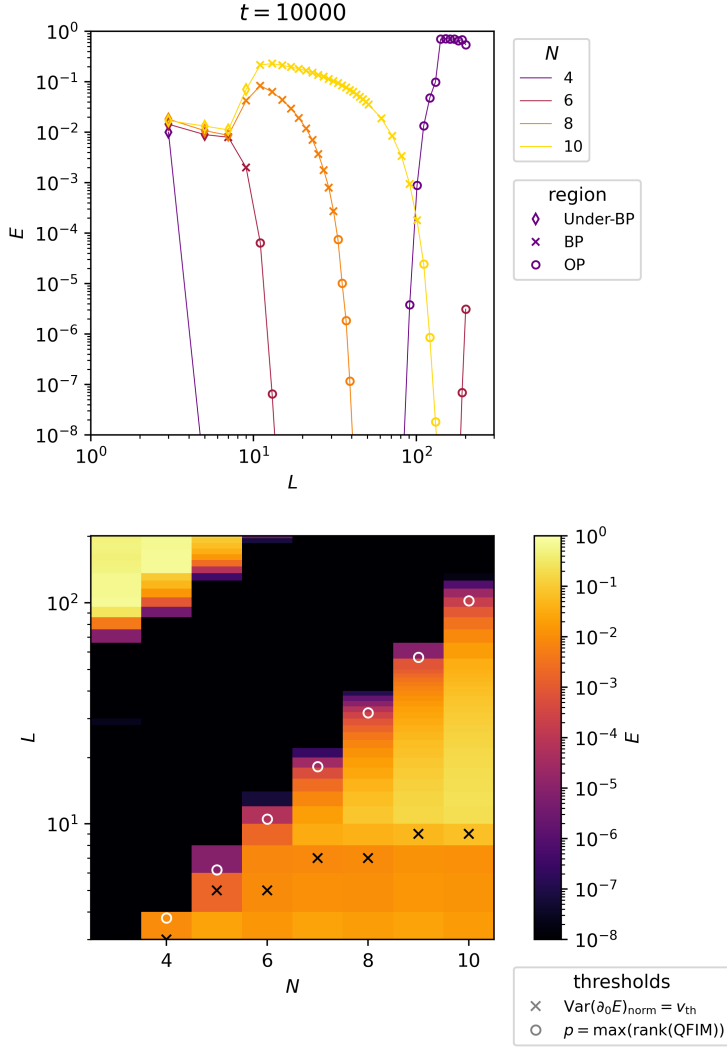 t = 10000
10⁰
10⁻¹
10⁻²
10⁻³
10⁻⁴
10⁻⁵
10⁻⁶
10⁻⁷
10⁻⁸
E
10⁰ 10¹ 10²
L
N
4
6
8
10
region
Under-BP
BP
OP
10²
10¹
L
4 6 8 10
N
10⁰
10⁻¹
10⁻²
10⁻³
10⁻⁴
10⁻⁵
10⁻⁶
10⁻⁷
10⁻⁸
E
thresholds
Var(∂₀E)ₙₒᵣₘ = vₜₕ
p = max(rank(QFIM))